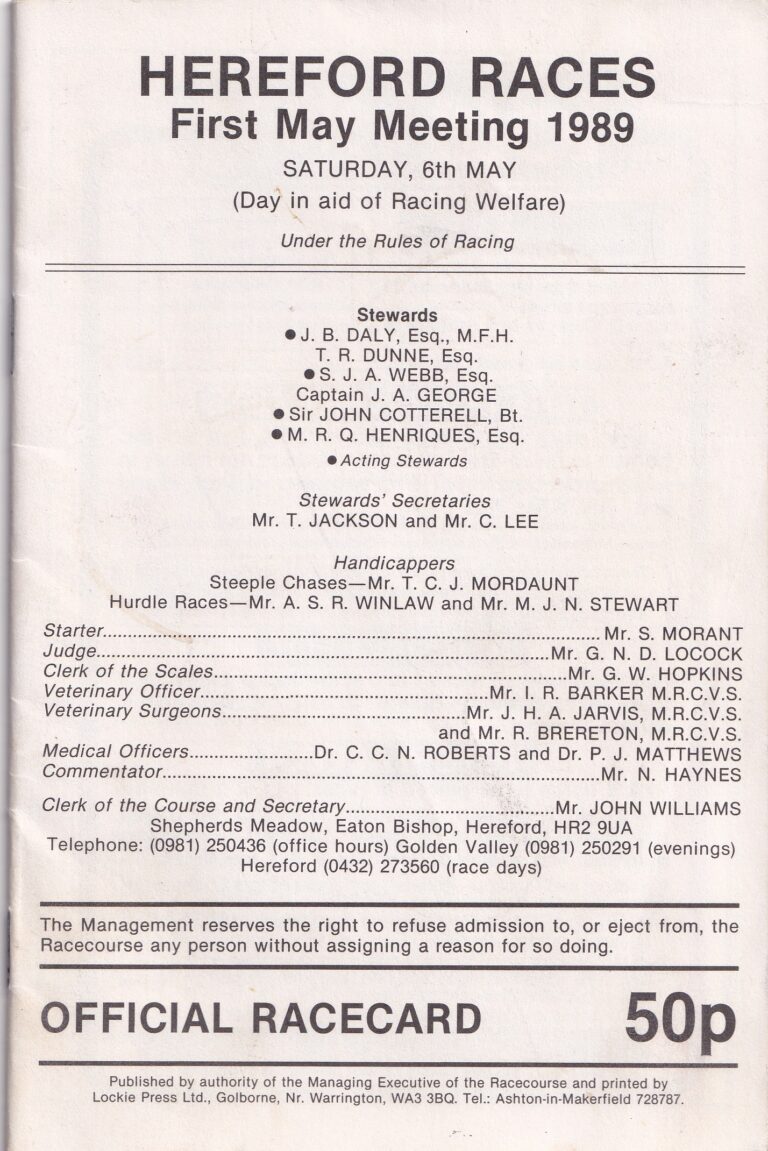 HEREFORD RACES
First May Meeting 1989
SATURDAY, 6th MAY
(Day in aid of Racing Welfare)
Under the Rules of Racing
Stewards
●J. B. DALY, Esq., M.F.H.
T. R. DUNNE, Esq.
●S. J. A. WEBB, Esq.
Captain J. A. GEORGE
●Sir JOHN COTTERELL, Bt.
●M. R. Q. HENRIQUES, Esq.
●Acting Stewards
Stewards' Secretaries
Mr. T. JACKSON and Mr. C. LEE
Handicappers
Steeple Chases—Mr. T. C. J. MORDAUNT
Hurdle Races—Mr. A. S. R. WINLAW and Mr. M. J. N. STEWART
Starter.....Mr. S. MORANT
Judge.....Mr. G. N. D. LOCOCK
Clerk of the Scales.....Mr. G. W. HOPKINS
Veterinary Officer.....Mr. I. R. BARKER M.R.C.V.S.
Veterinary Surgeons.....Mr. J. H. A. JARVIS, M.R.C.V.S.
and Mr. R. BRERETON, M.R.C.V.S.
Medical Officers.....Dr. C. C. N. ROBERTS and Dr. P. J. MATTHEWS
Commentator.....Mr. N. HAYNES
Clerk of the Course and Secretary.....Mr. JOHN WILLIAMS
Shepherds Meadow, Eaton Bishop, Hereford, HR2 9UA
Telephone: (0981) 250436 (office hours) Golden Valley (0981) 250291 (evenings)
Hereford (0432) 273560 (race days)
The Management reserves the right to refuse admission to, or eject from, the
Racecourse any person without assigning a reason for so doing.
OFFICIAL RACECARD 50p
Published by authority of the Managing Executive of the Racecourse and printed by
Lockie Press Ltd., Golborne, Nr. Warrington, WA3 3BQ. Tel.: Ashton-in-Makerfield 728787.